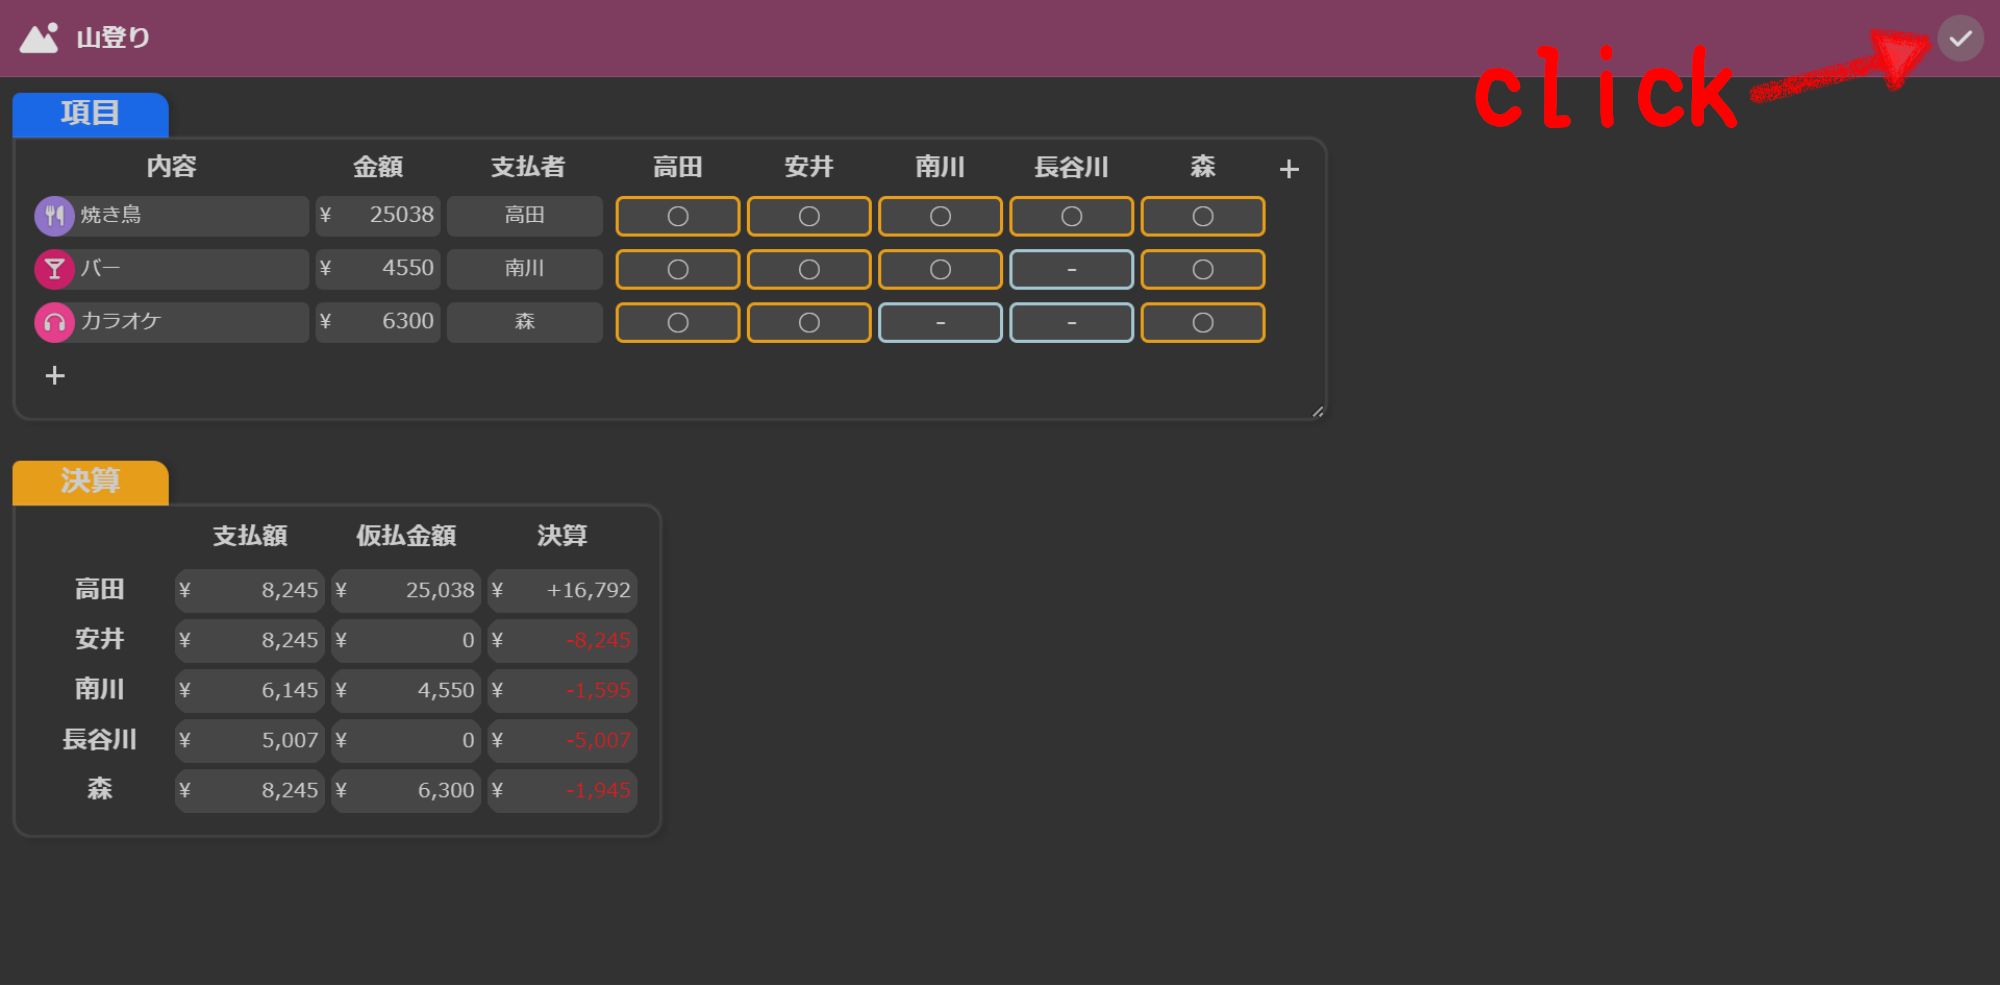 山登り
click
項目
内容 金額 支払者 高田 安井 南川 長谷川 森 +
焼き鳥 ¥ 25038 高田 ○ ○ ○ ○ ○
バー ¥ 4550 南川 ○ ○ ○ - ○
カラオケ ¥ 6300 森 ○ ○ - - ○
+
決算
支払額 仮払金額 決算
高田 ¥ 8,245 ¥ 25,038 ¥ +16,792
安井 ¥ 8,245 ¥ 0 ¥ -8,245
南川 ¥ 6,145 ¥ 4,550 ¥ -1,595
長谷川 ¥ 5,007 ¥ 0 ¥ -5,007
森 ¥ 8,245 ¥ 6,300 ¥ -1,945